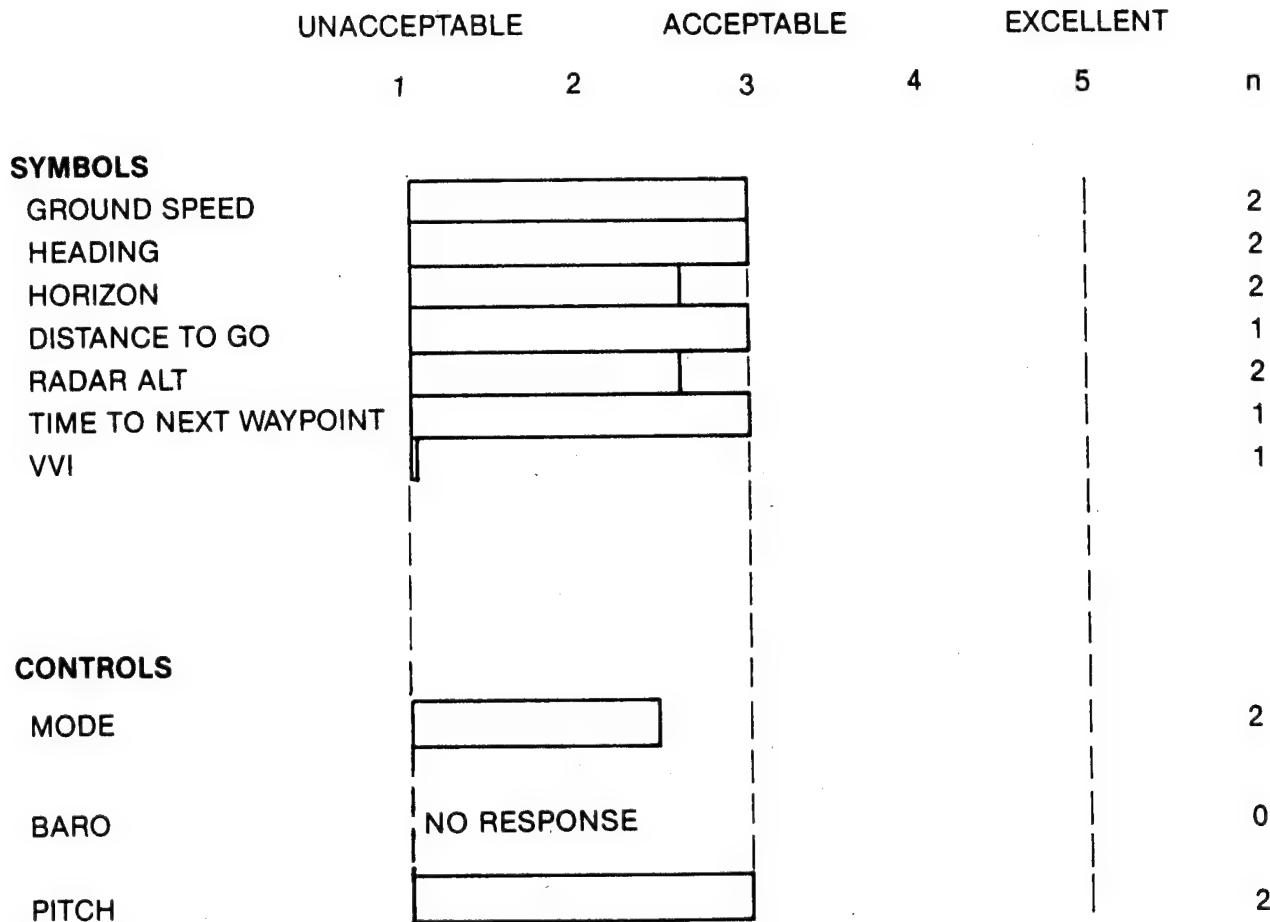 UNACCEPTABLE ACCEPTABLE EXCELLENT
1 2 3 4 5 n
SYMBOLS
GROUND SPEED 2
HEADING 2
HORIZON 2
DISTANCE TO GO 1
RADAR ALT 2
TIME TO NEXT WAYPOINT 1
VVI 1
CONTROLS
MODE 2
BARO NO RESPONSE 0
PITCH 2